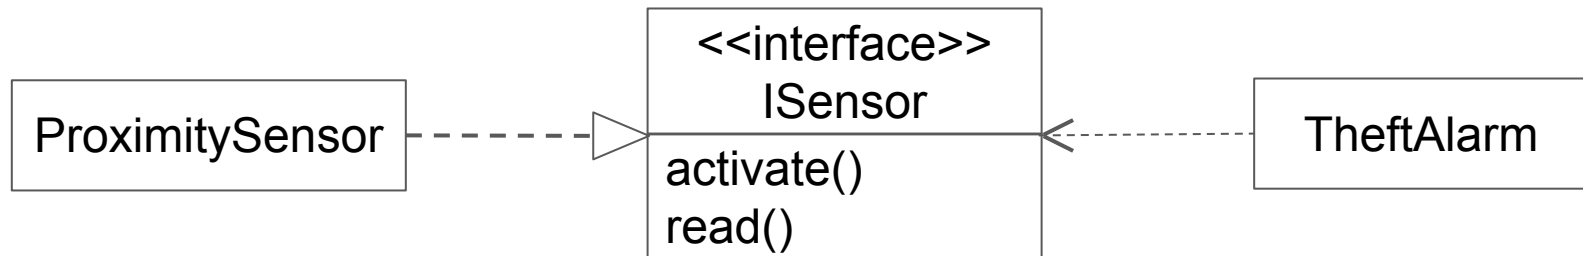 ProximitySensor
<<interface>>
ISensor
activate()
read()
TheftAlarm